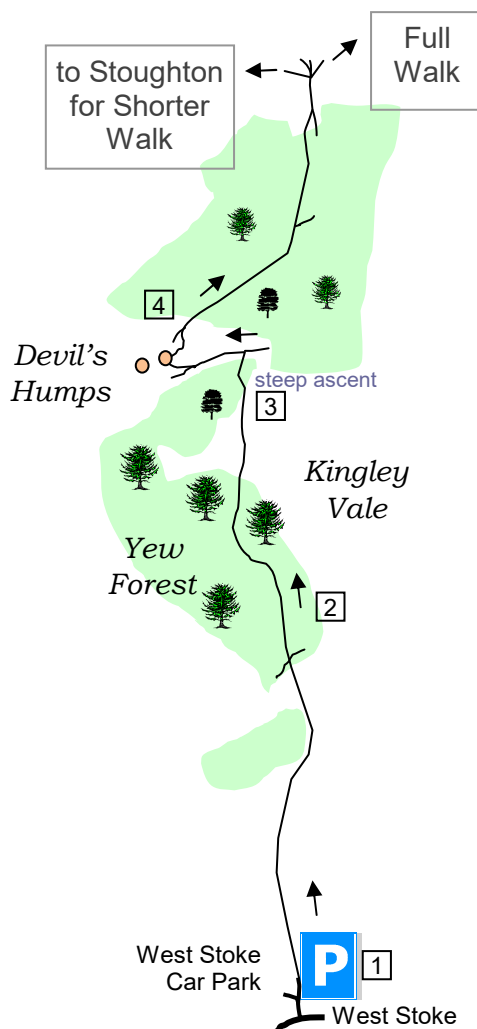 to Stoughton
for Shorter
Walk
Full
Walk
4
Devil's
Humps
steep ascent
3
Kingley
Vale
Yew
Forest
2
West Stoke
Car Park
P
1
West Stoke